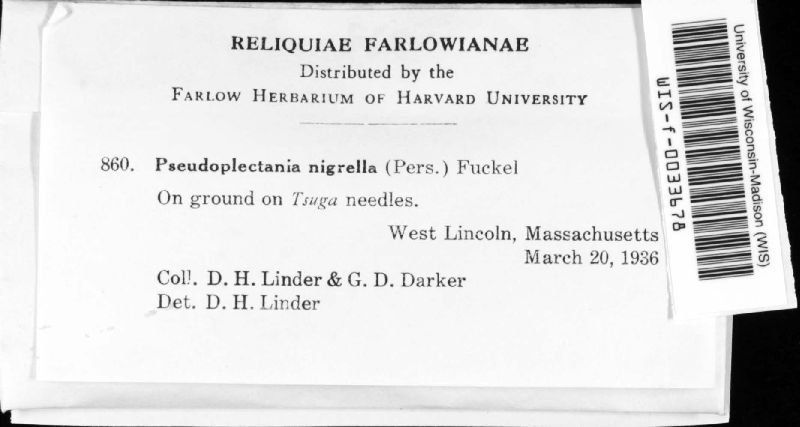 RELIQUIAE FARLOWIANAE
Distributed by the
FARLOW HERBARIUM OF HARVARD UNIVERSITY
860. Pseudoplectania nigrella (Pers.) Fuckel
On ground on Tsuga needles.
West Lincoln, Massachusetts
March 20, 1936
Coll. D. H. Linder & G. D. Darker
Det. D. H. Linder
University of Wisconsin-Madison (WIS)
WIS-f-0033678